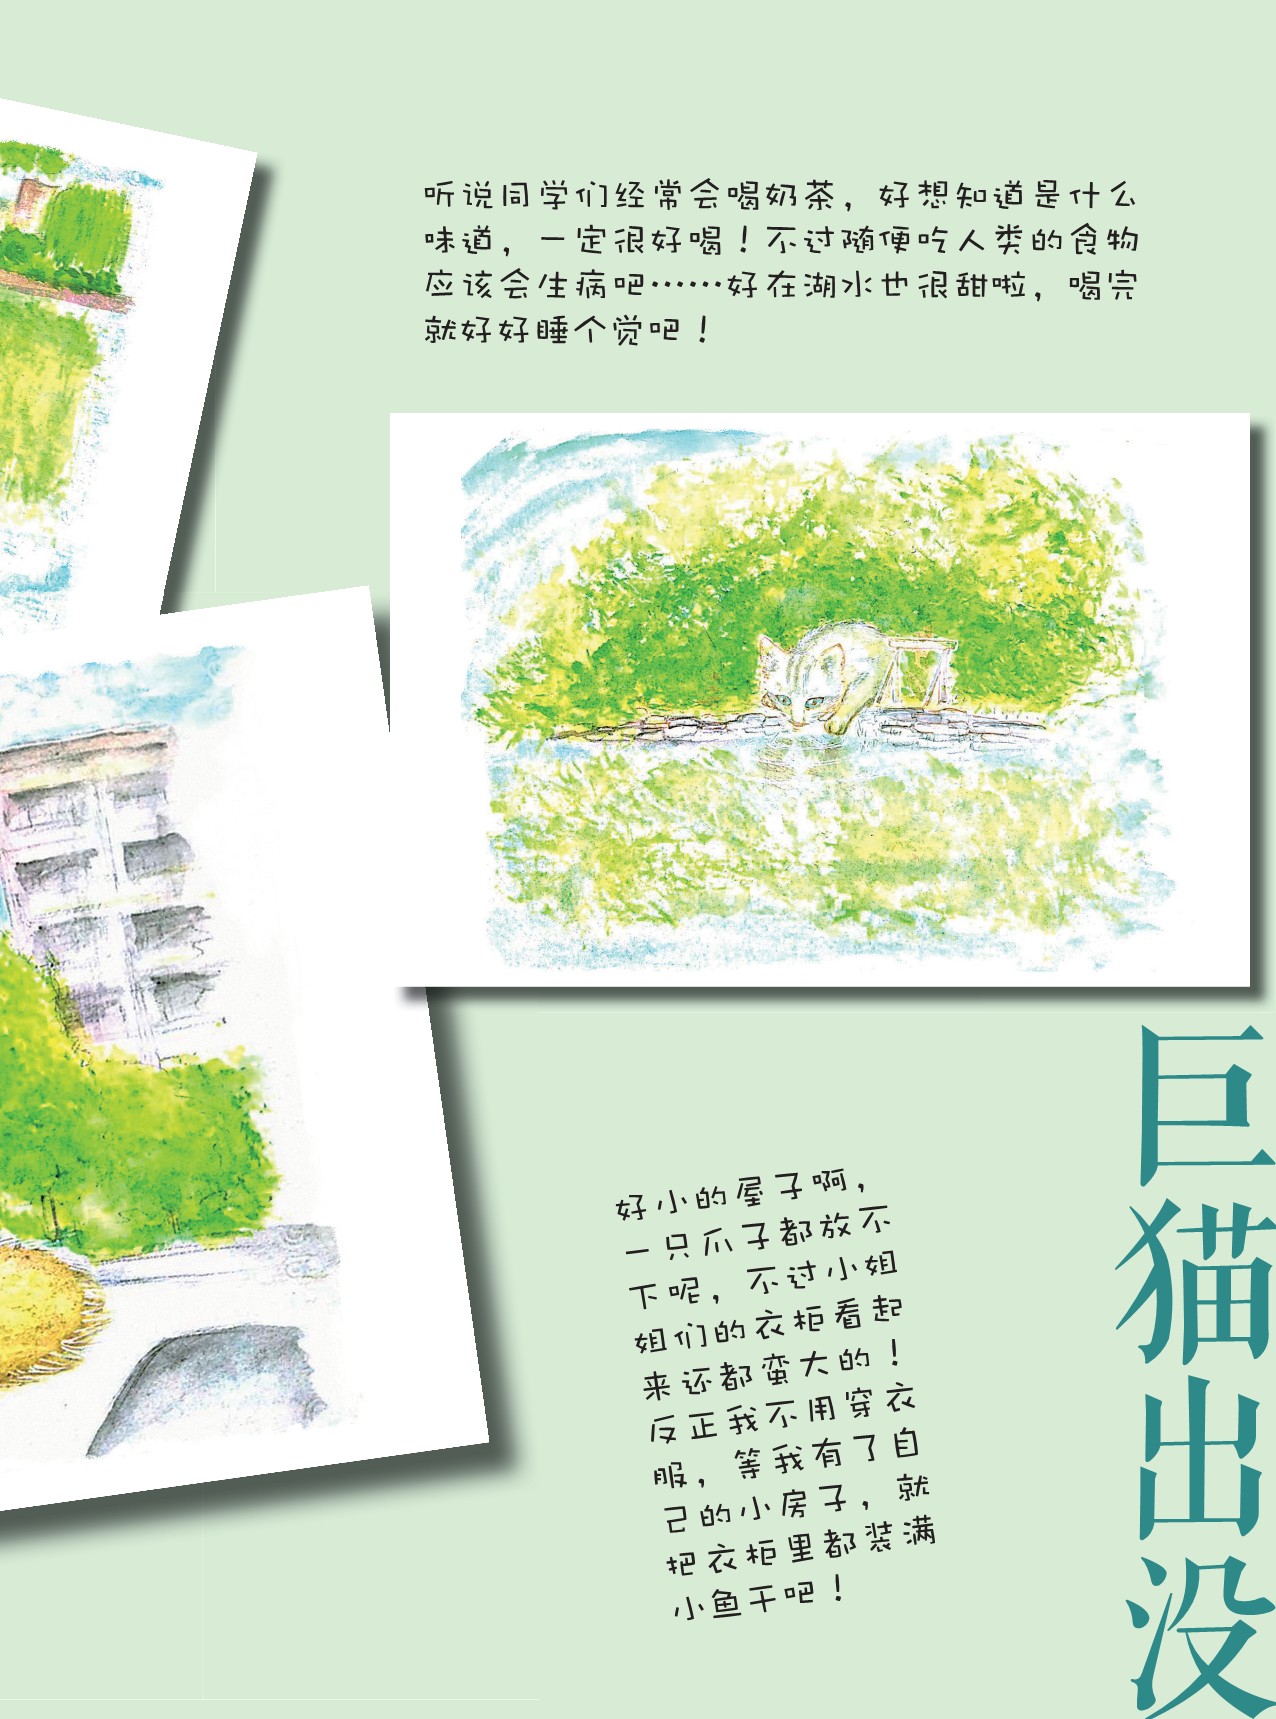 听说同学们经常会喝奶茶，好想知道是什么
味道，一定很好喝！不过随便吃人类的食物
应该会生病吧……好在湖水也很甜啦，喝完
就好好睡个觉吧！
好小的屋子啊，
一只爪子都放不
下呢，不过小姐
姐们的衣柜看起
来还都蛮大的！
反正我不用穿衣
服，等我有了自
己的小房子，就
把衣柜里都装满
小鱼干吧！
巨猫出没